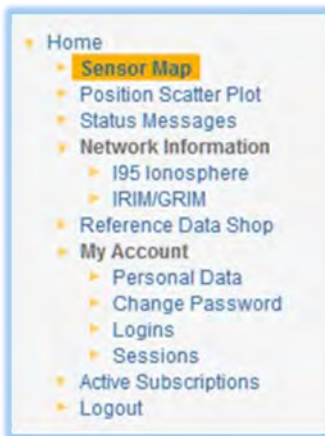 Home
Sensor Map
Position Scatter Plot
Status Messages
Network Information
I95 Ionosphere
IRIM/GRIM
Reference Data Shop
My Account
Personal Data
Change Password
Logins
Sessions
Active Subscriptions
Logout